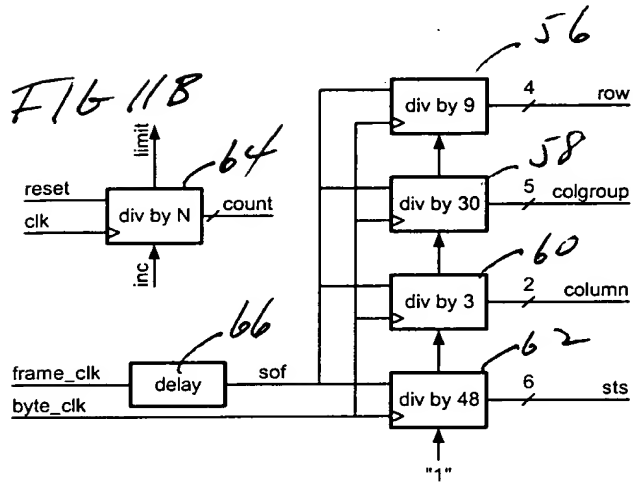 FIG 11B
56
div by 9
4
row
limit
64
reset
div by N
count
clk
inc
58
div by 30
5
colgroup
60
div by 3
2
column
66
frame_clk
delay
sof
byte_clk
62
div by 48
6
sts
"1"